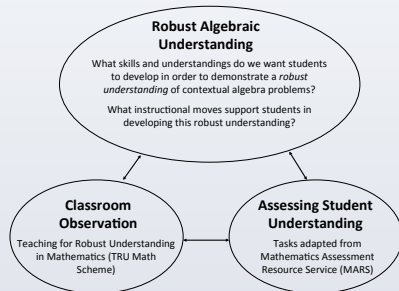 Robust Algebraic
Understanding
What skills and understandings do we want students
to develop in order to demonstrate a robust
understanding of contextual algebra problems?
What instructional moves support students in
developing this robust understanding?
Classroom
Observation
Teaching for Robust Understanding
in Mathematics (TRU Math
Scheme)
Assessing Student
Understanding
Tasks adapted from
Mathematics Assessment
Resource Service (MARS)